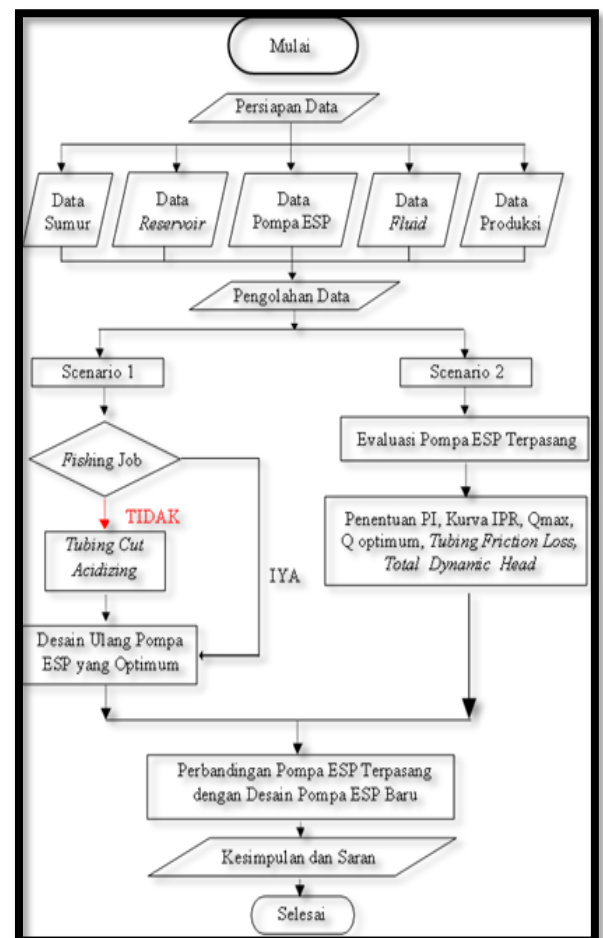 Mulai
Persiapan Data
Data
Sumur
Data
Reservoir
Data
Pompa ESP
Data
Fluid
Data
Produksi
Pengolahan Data
Scenario 1
Scenario 2
Fishing Job
Evaluasi Pompa ESP Terpasang
TIDAK
IYA
Tubing Cut
Acidizing
Penentuan PI, Kurva IPR, Qmax,
Q optimum, Tubing Friction Loss,
Total Dynamic Head
Desain Ulang Pompa
ESP yang Optimum
Perbandingan Pompa ESP Terpasang
dengan Desain Pompa ESP Baru
Kesimpulan dan Saran
Selesai